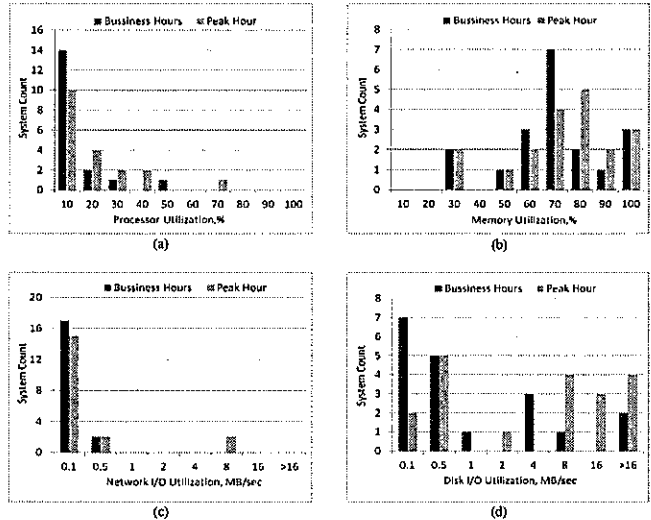 Bussiness Hours Peak Hour
16
14
12
10
8
6
4
2
0
System Count
10 20 30 40 50 60 70 80 90 100
Processor Utilization,%
(a)
Bussiness Hours Peak Hour
8
7
6
5
4
3
2
1
0
System Count
10 20 30 40 50 60 70 80 90 100
Memory Utilization,%
(b)
Bussiness Hours Peak Hour
20
16
12
8
4
0
System Count
0.1 0.5 1 2 4 8 16 >16
Network I/O Utilization, MB/sec
(c)
Bussiness Hours Peak Hour
8
7
6
5
4
3
2
1
0
System Count
0.1 0.5 1 2 4 8 16 >16
Disk I/O Utilization, MB/sec
(d)